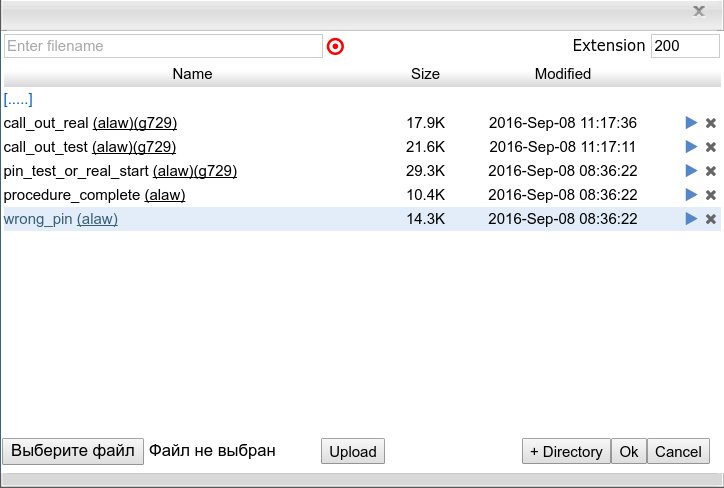 Enter filename Extension 200
Name Size Modified
[.....]
call_out_real (alaw)(g729) 17.9K 2016-Sep-08 11:17:36
call_out_test (alaw)(g729) 21.6K 2016-Sep-08 11:17:11
pin_test_or_real_start (alaw)(g729) 29.3K 2016-Sep-08 08:36:22
procedure_complete (alaw) 10.4K 2016-Sep-08 08:36:22
wrong_pin (alaw) 14.3K 2016-Sep-08 08:36:22
Выберите файл Файл не выбран Upload + Directory Ok Cancel